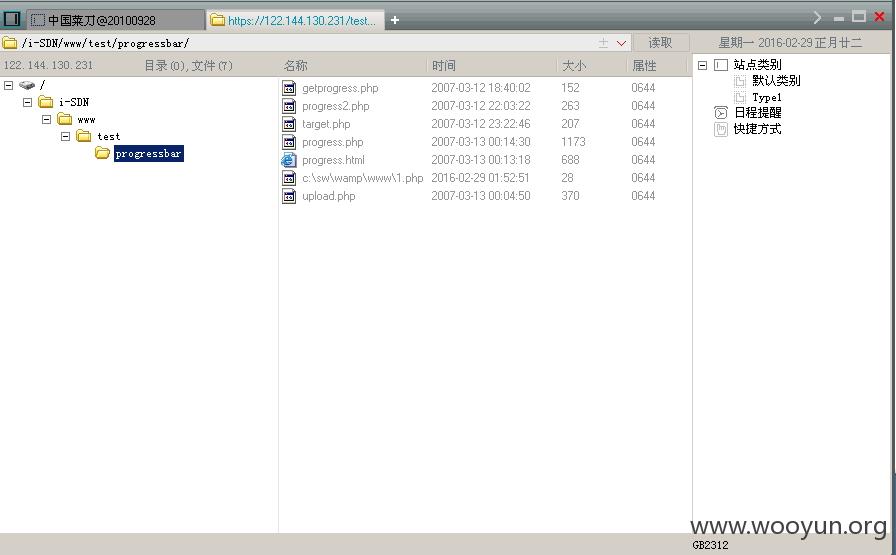 中国菜刀@20100928
https://122.144.130.231/test...
/i-SDN/www/test/progressbar/
读取
星期一 2016-02-29 正月廿二
122.144.130.231 目录(0),文件(7)
名称 时间 大小 属性
/
i-SDN
www
test
progressbar
getprogress.php 2007-03-12 18:40:02 152 0644
progress2.php 2007-03-12 22:03:22 263 0644
target.php 2007-03-12 23:22:46 207 0644
progress.php 2007-03-13 00:14:30 1173 0644
progress.html 2007-03-13 00:13:18 688 0644
c:\sw\wamp\www\1.php 2016-02-29 01:52:51 28 0644
upload.php 2007-03-13 00:04:50 370 0644
站点类别
默认类别
Type1
日程提醒
快捷方式
www.wooyun.org
GB2312